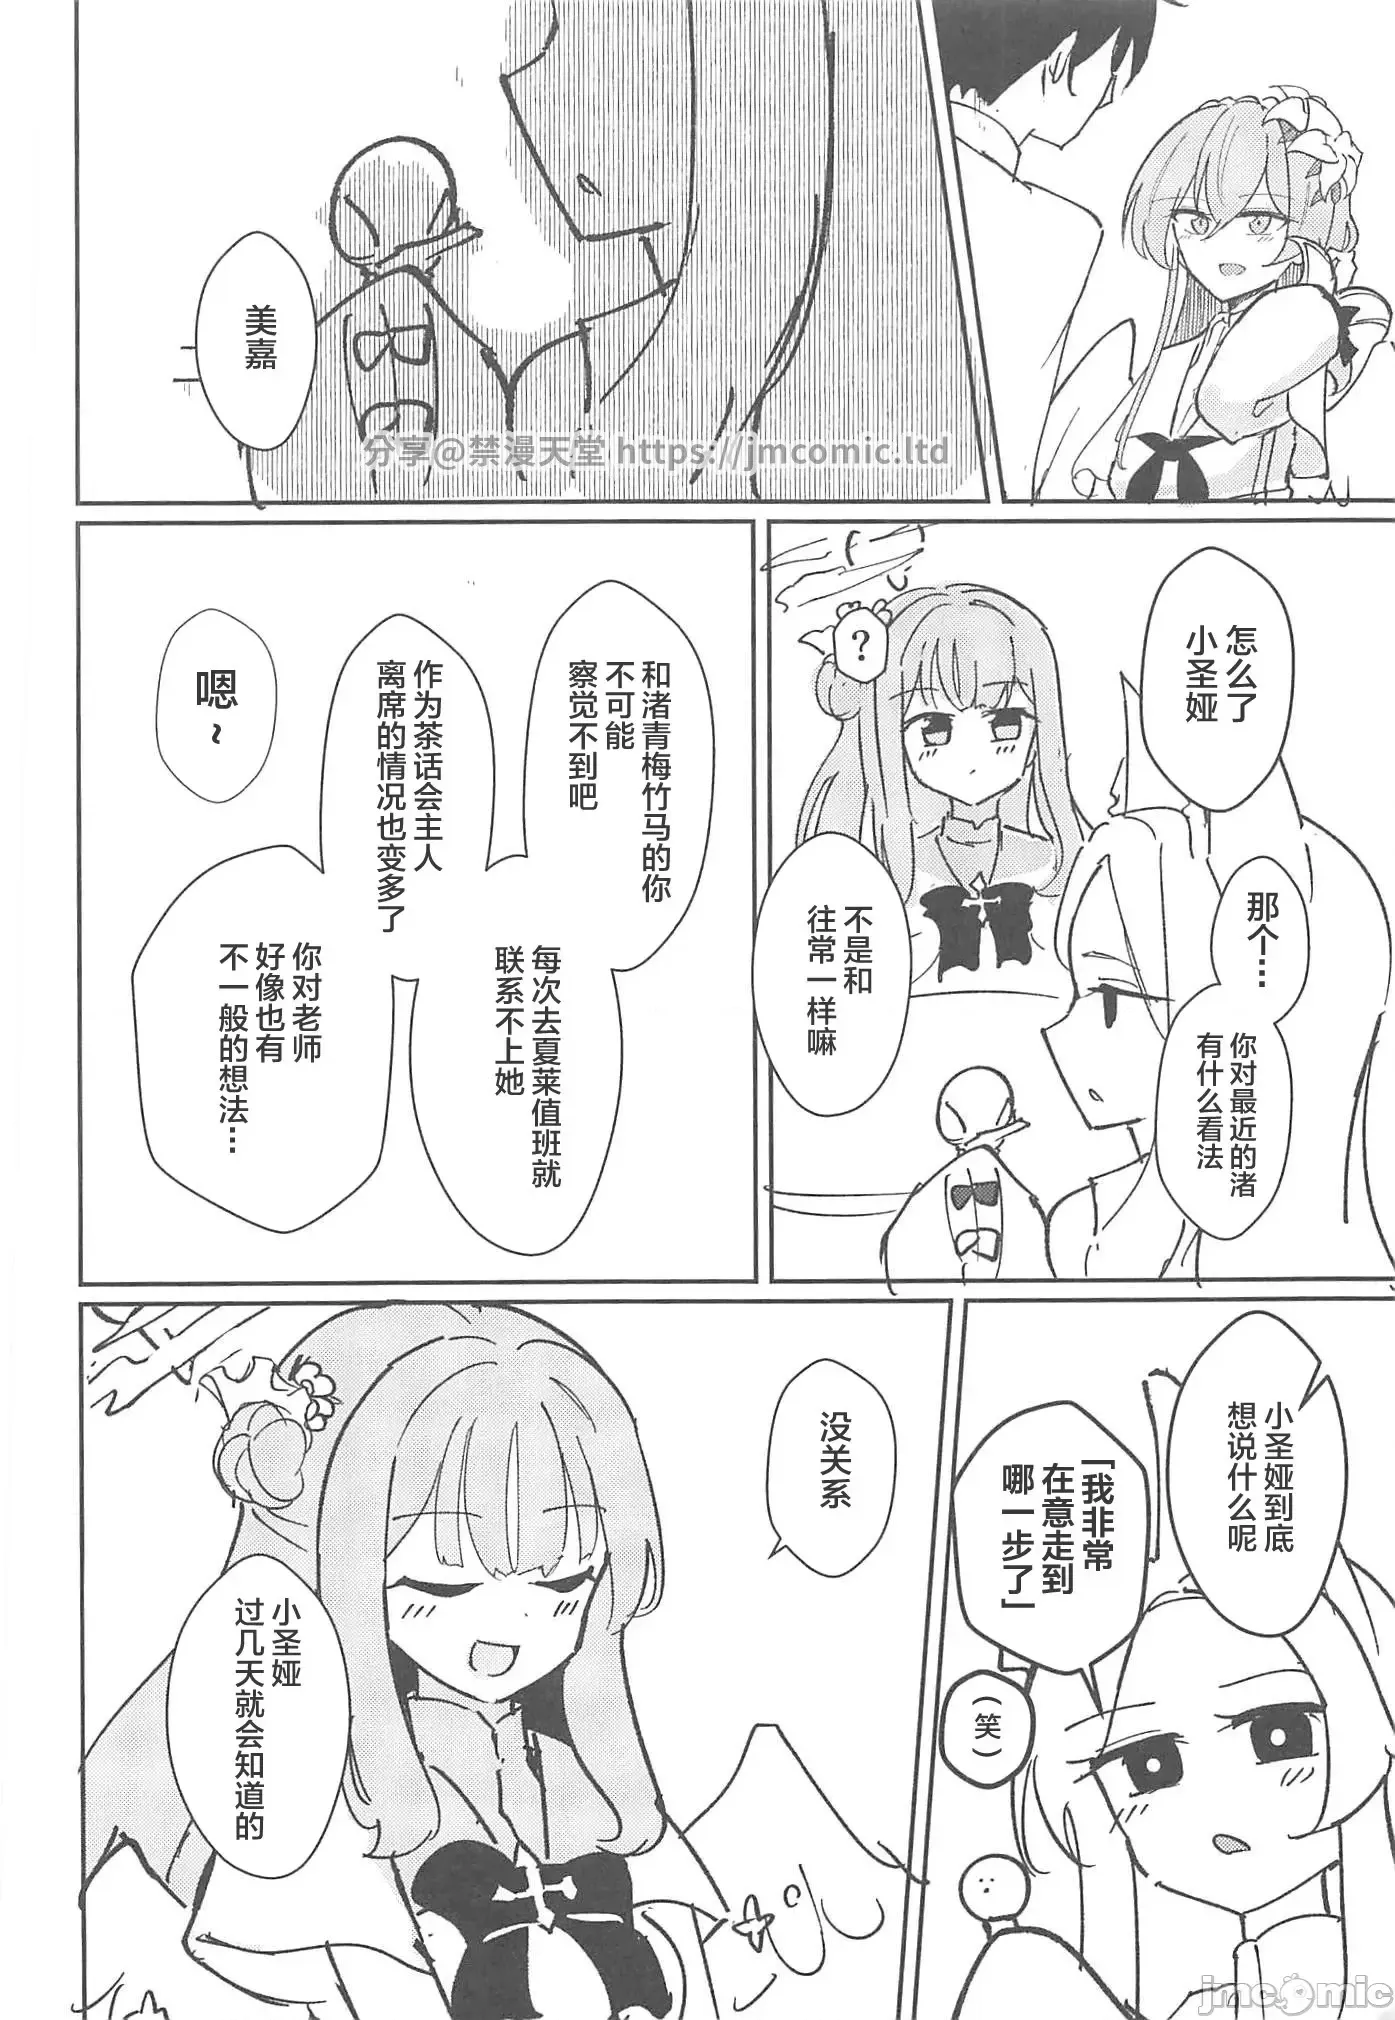 美嘉
分享@禁漫天堂 https://jmcomic.ltd
怎么了
小圣娅
?
那个…
你对最近的渚
有什么看法
不是和
往常一样嘛
和渚青梅竹马的你
不可能
察觉不到吧
每次去夏莱值班就
联系不上她
作为茶话会主人
离席的情况也变多了
你对老师
好像也有
不一般的想法…
嗯~
小圣娅到底
想说什么呢
「我非常
在意走到
哪一步了」
(笑)
没关系
小圣娅
过几天就会知道的
jmcomic